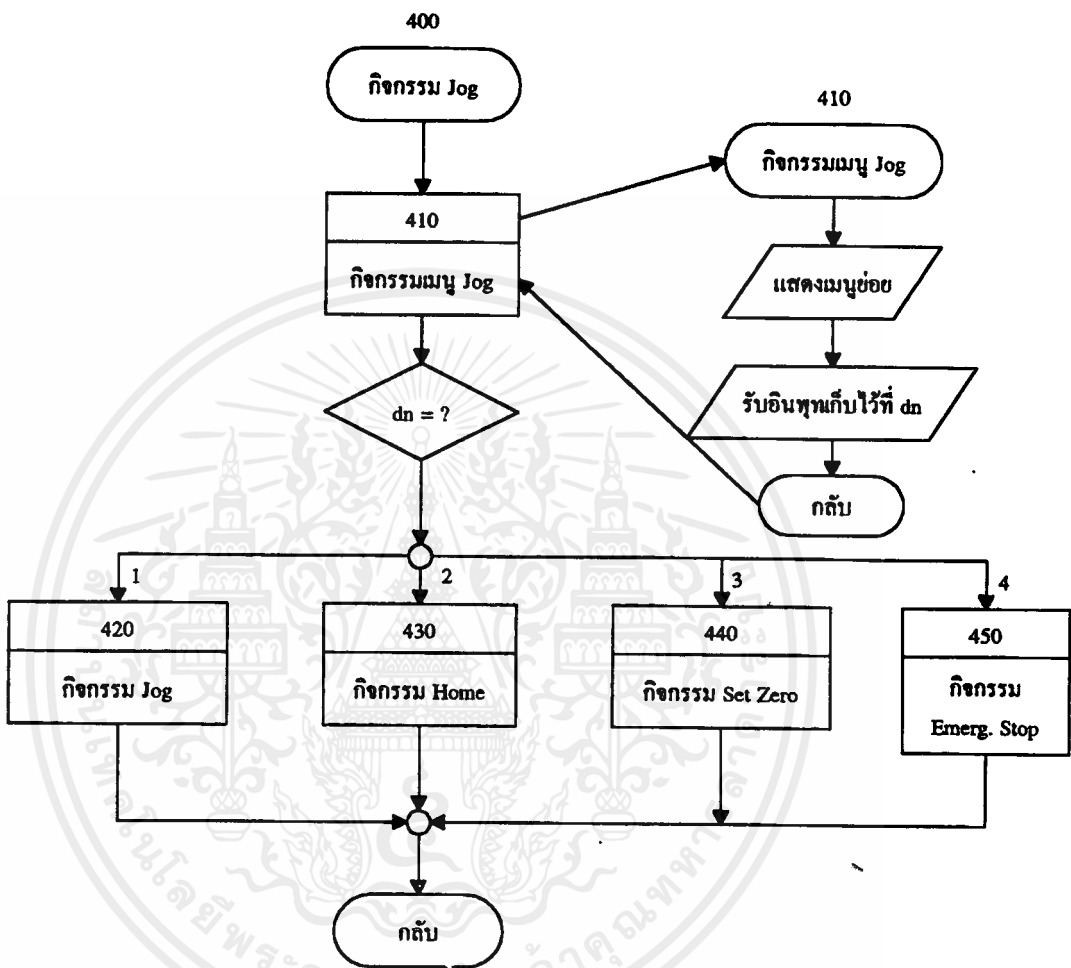 400
กิจกรรม Jog
410
กิจกรรมเมนู Jog
410
กิจกรรมเมนู Jog
แสดงเมนูย่อย
dn = ?
รับอินพุทเก็บไว้ที่ dn
กลับ
1
2
3
4
420
กิจกรรม Jog
430
กิจกรรม Home
440
กิจกรรม Set Zero
450
กิจกรรม
Emerg. Stop
กลับ